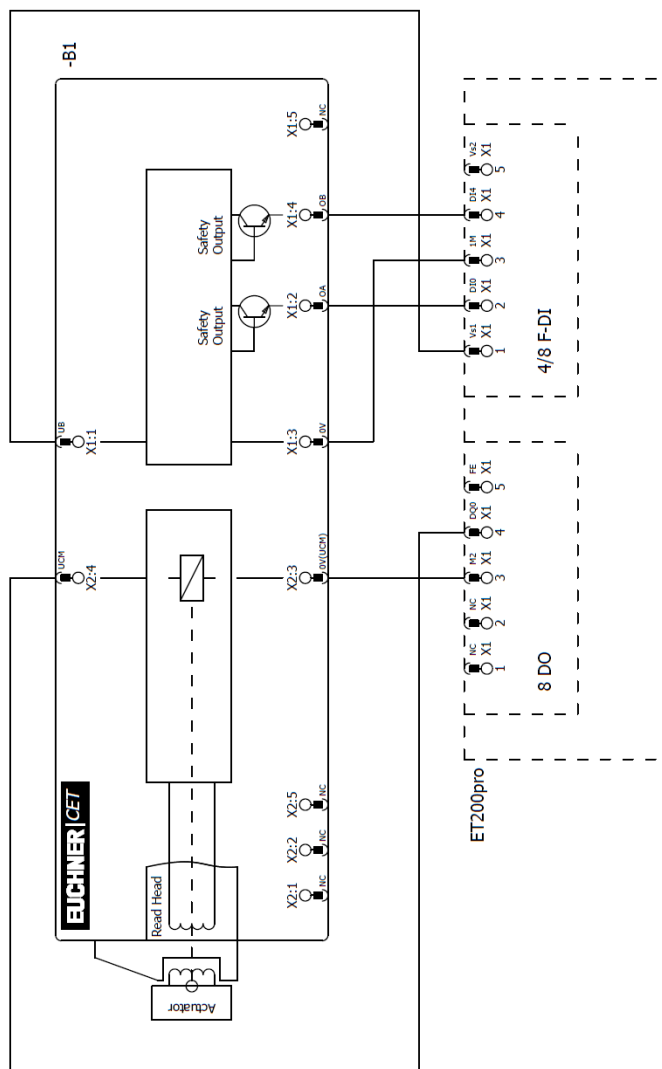 -B1
EUCHNER|CET
UCM
X2:4
UB
X1:1
Actuator
Read Head
Safety
Output
Safety
Output
X2:1
NC
X2:2
NC
X2:5
NC
X2:3
0V(UCM)
X1:3
0V
X1:2
OA
X1:4
OB
X1:5
NC
ET200pro
NC
X1
1
NC
X1
2
M2
X1
3
DQ0
X1
4
FE
X1
5
8 DO
Vs1
X1
1
DI0
X1
2
1M
X1
3
DI4
X1
4
Vs2
X1
5
4/8 F-DI